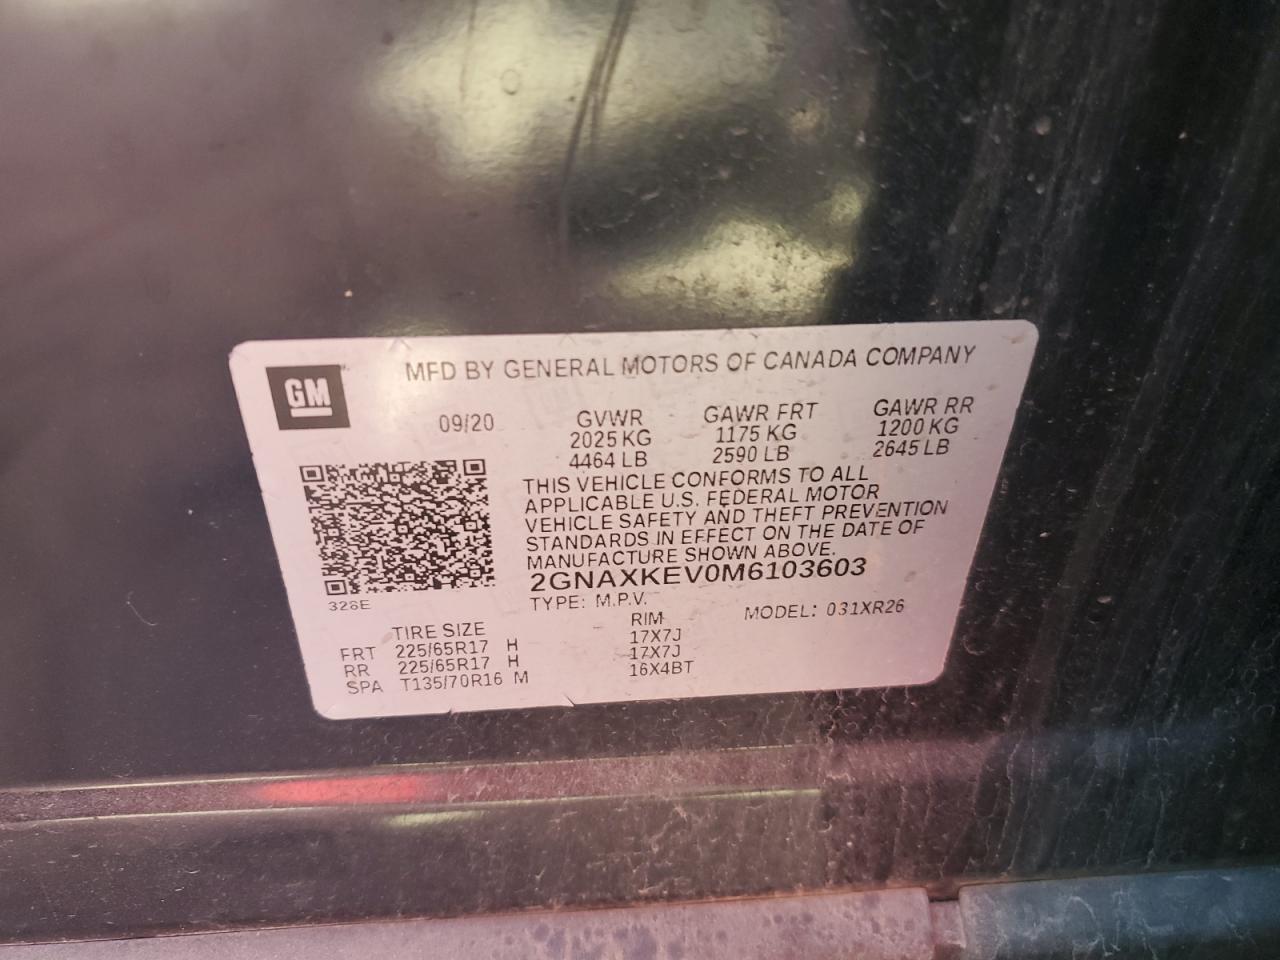 GM
MFD BY GENERAL MOTORS OF CANADA COMPANY
09/20 GVWR GAWR FRT GAWR RR
2025 KG 1175 KG 1200 KG
4464 LB 2590 LB 2645 LB
THIS VEHICLE CONFORMS TO ALL
APPLICABLE U.S. FEDERAL MOTOR
VEHICLE SAFETY AND THEFT PREVENTION
STANDARDS IN EFFECT ON THE DATE OF
MANUFACTURE SHOWN ABOVE.
2GNAXKEV0M6103603
328E
TYPE: M.P.V. MODEL: 031XR26
TIRE SIZE RIM
FRT 225/65R17 H 17X7J
RR 225/65R17 H 17X7J
SPA T135/70R16 M 16X4BT